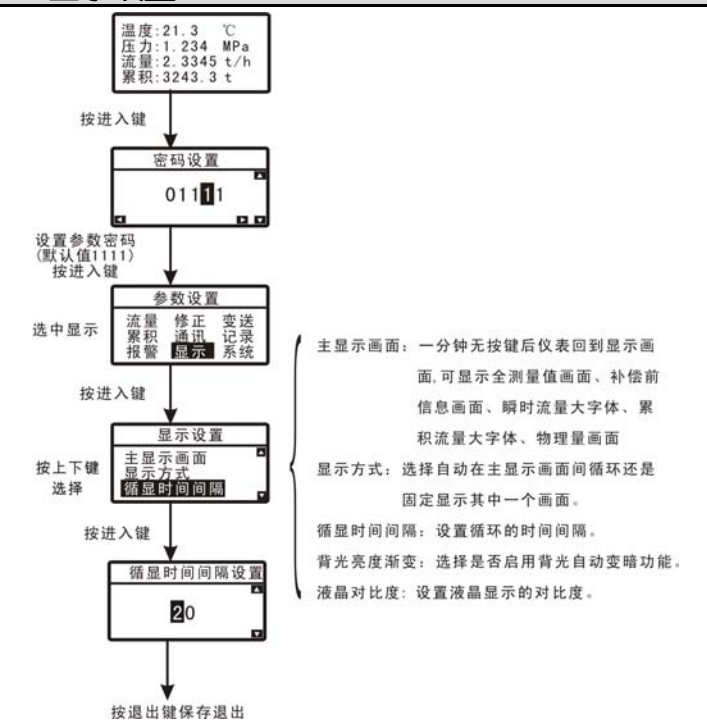 温度:21.3 ℃
压力:1.234 MPa
流量:2.3345 t/h
累积:3243.3 t
按进入键
密码设置
01111
设置参数密码
(默认值1111)
按进入键
参数设置
流量 修正 变送
累积 通讯 记录
报警 显示 系统
选中显示
按进入键
显示设置
主显示画面
显示方式
循显时间间隔
按上下键
选择
按进入键
循显时间间隔设置
20
按退出键保存退出
主显示画面：一分钟无按键后仪表回到显示画
面,可显示全测量值画面、补偿前
信息画面、瞬时流量大字体、累
积流量大字体、物理量画面
显示方式：选择自动在主显示画面间循环还是
固定显示其中一个画面。
循显时间间隔：设置循环的时间间隔。
背光亮度渐变：选择是否启用背光自动变暗功能。
液晶对比度：设置液晶显示的对比度。